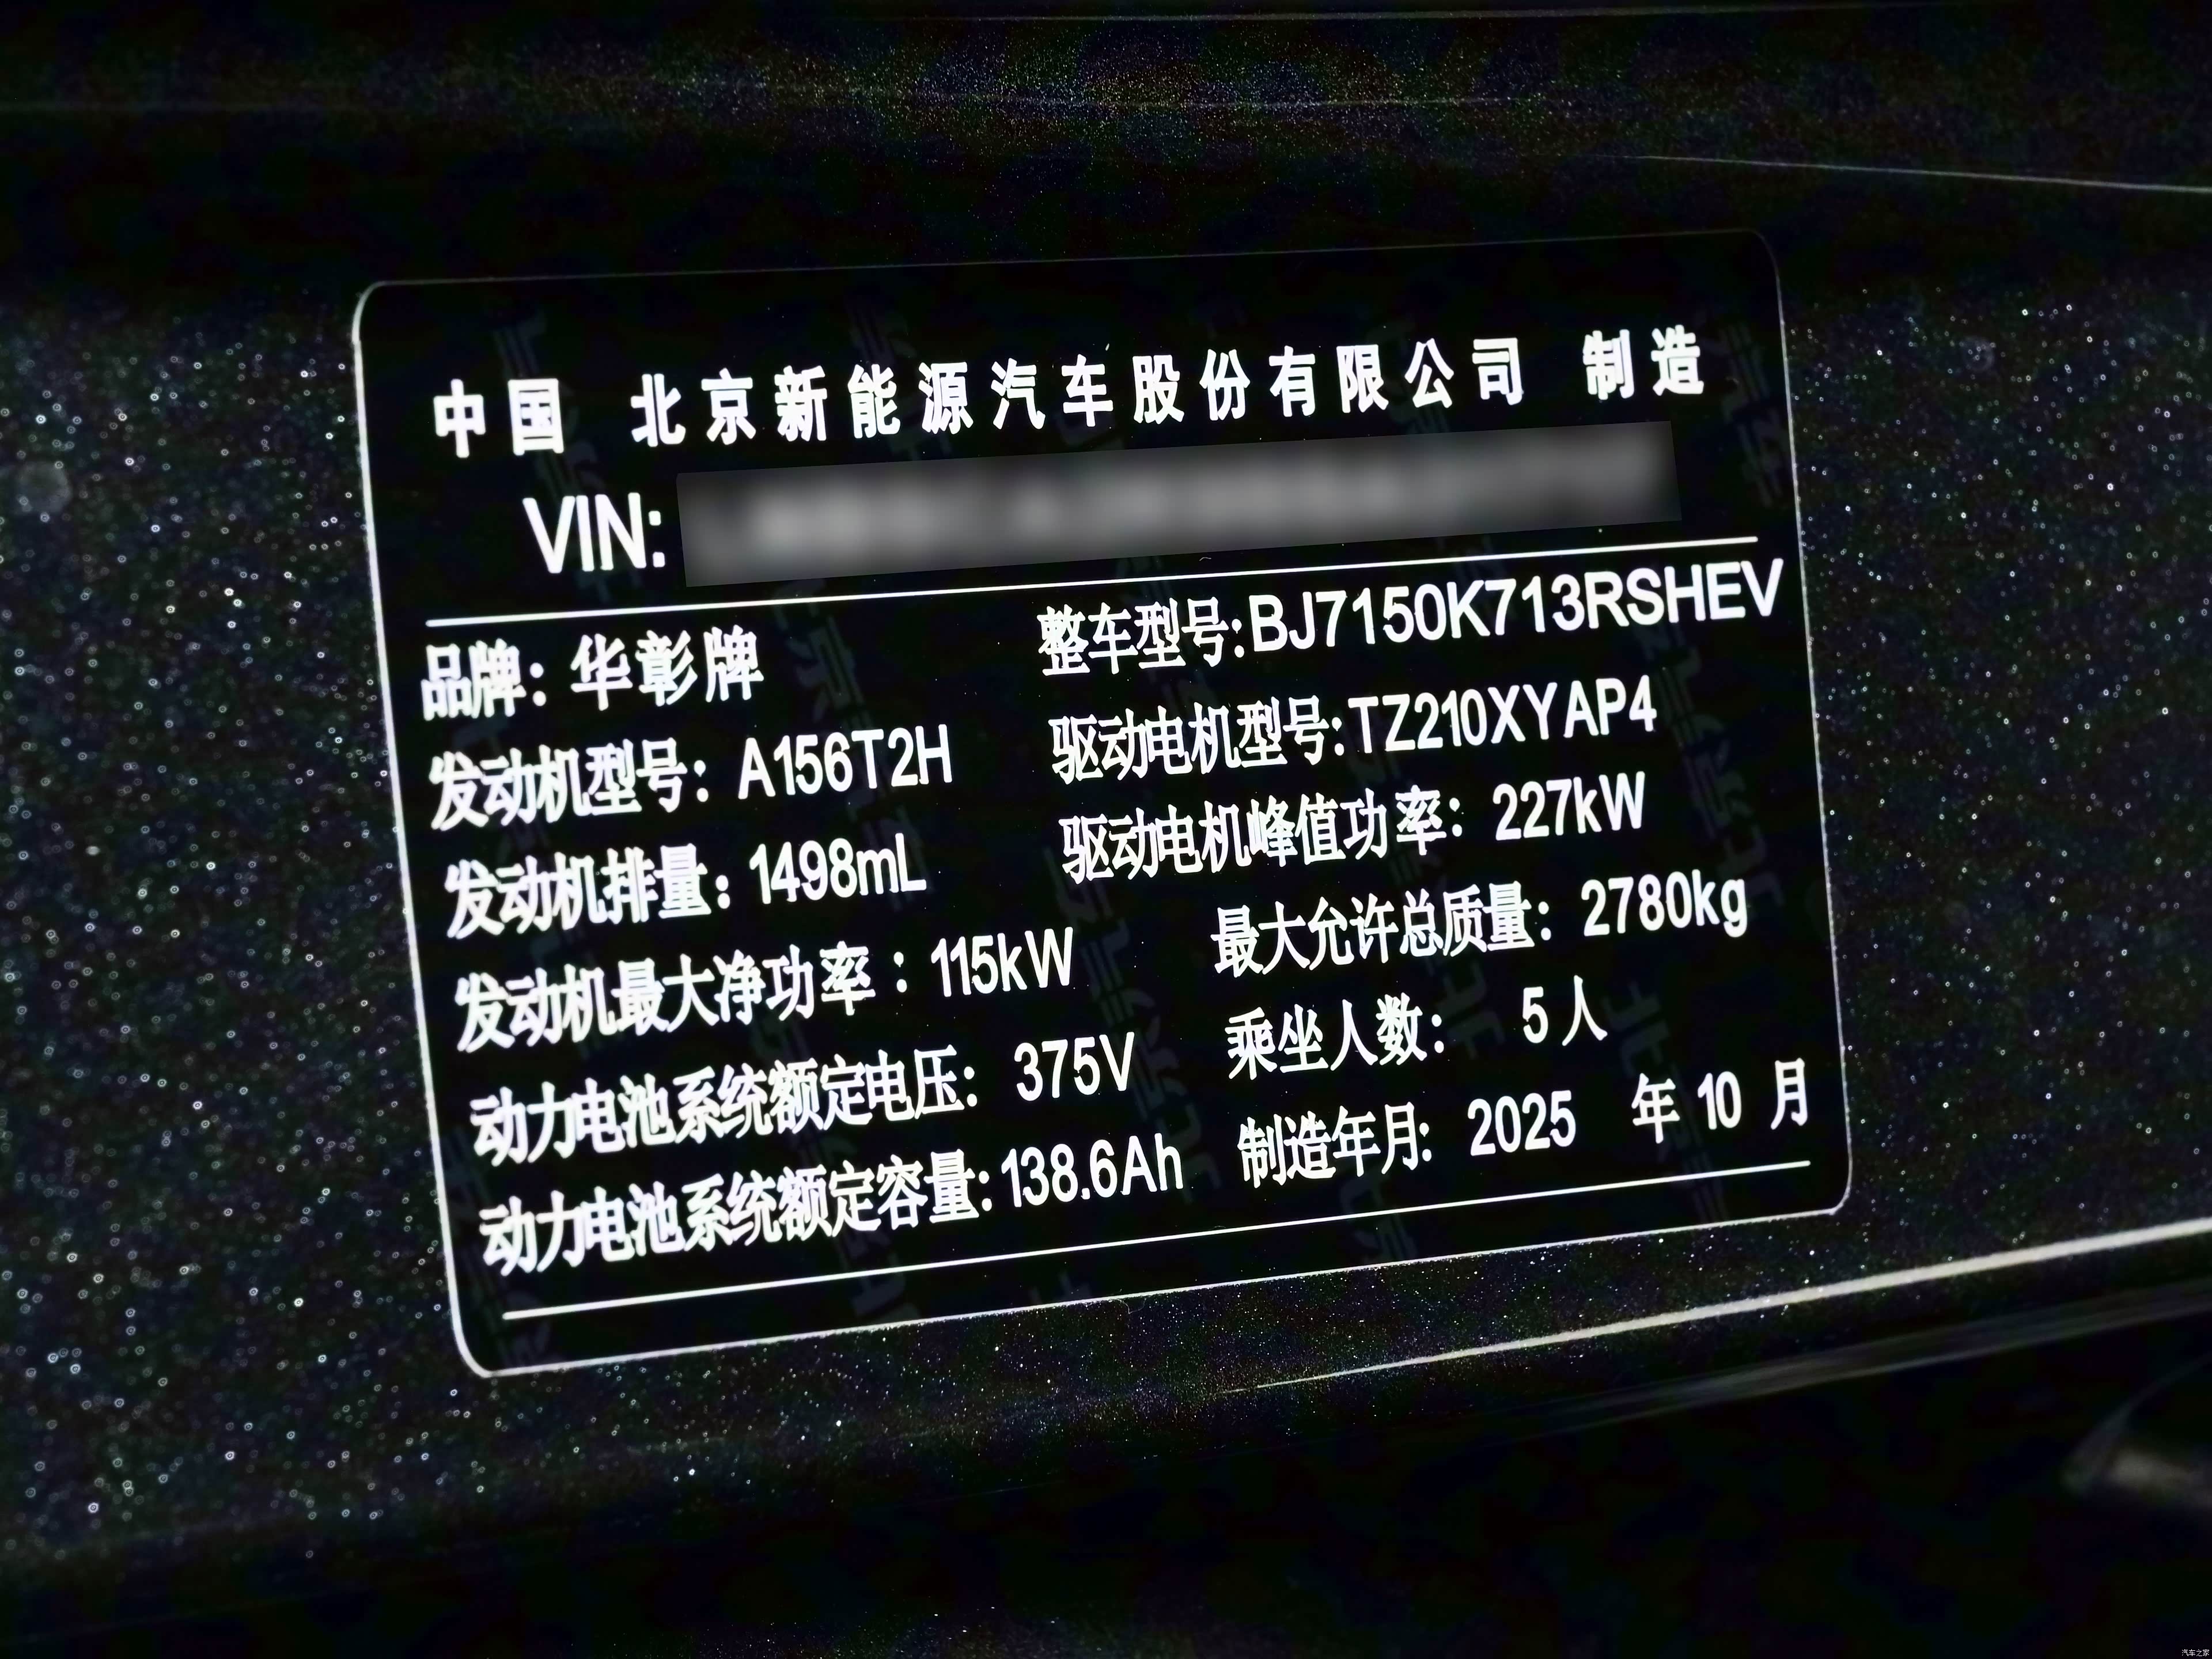 中国 北京新能源汽车股份有限公司 制造
VIN:
品牌：华彰牌 整车型号:BJ7150K713RSHEV
发动机型号：A156T2H 驱动电机型号:TZ210XYAP4
发动机排量：1498mL 驱动电机峰值功率：227kW
发动机最大净功率：115kW 最大允许总质量：2780kg
动力电池系统额定电压：375V 乘坐人数： 5人
动力电池系统额定容量:138.6Ah 制造年月: 2025 年 10 月
汽车之家